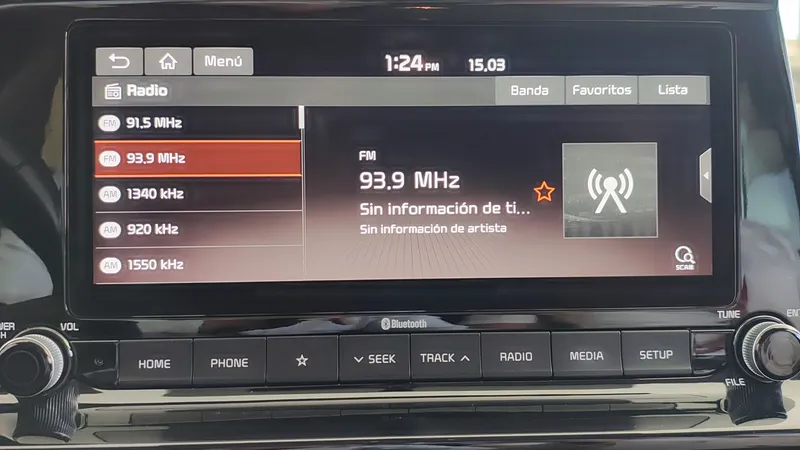 Menú
1:24 PM
15.03
Radio
Banda
Favoritos
Lista
FM 91.5 MHz
FM 93.9 MHz
AM 1340 kHz
AM 920 kHz
AM 1550 kHz
FM
93.9 MHz
Sin información de ti...
Sin información de artista
SCAN
Bluetooth
VOL
TUNE
HOME
PHONE
SEEK
TRACK
RADIO
MEDIA
SETUP
FILE